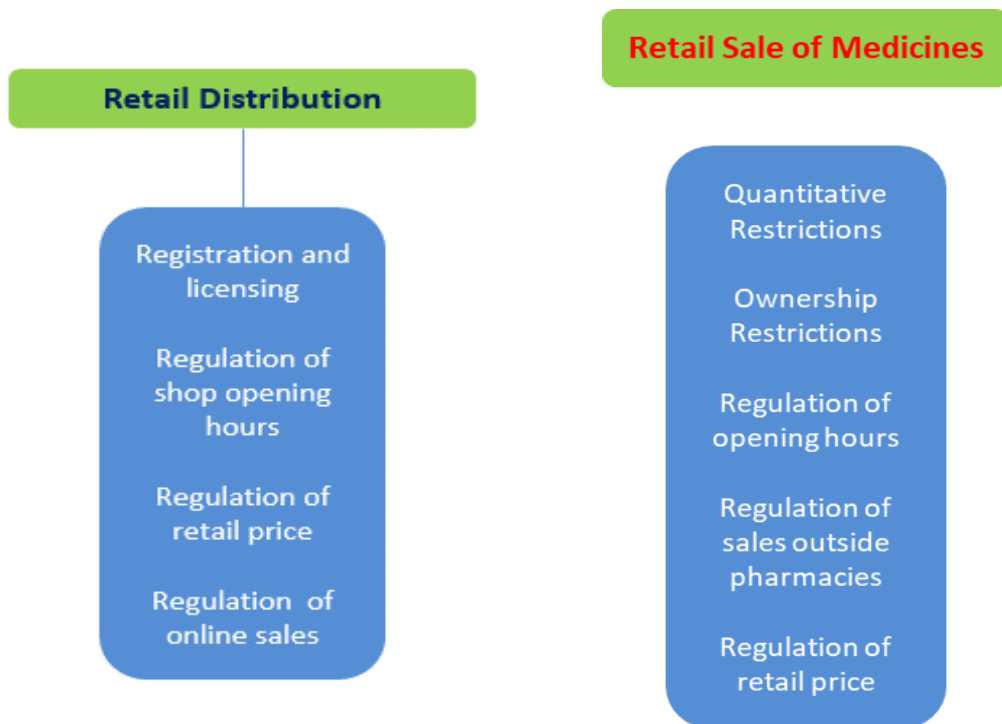 Retail Distribution
Registration and
licensing
Regulation of
shop opening
hours
Regulation of
retail price
Regulation of
online sales
Retail Sale of Medicines
Quantitative
Restrictions
Ownership
Restrictions
Regulation of
opening hours
Regulation of
sales outside
pharmacies
Regulation of
retail price